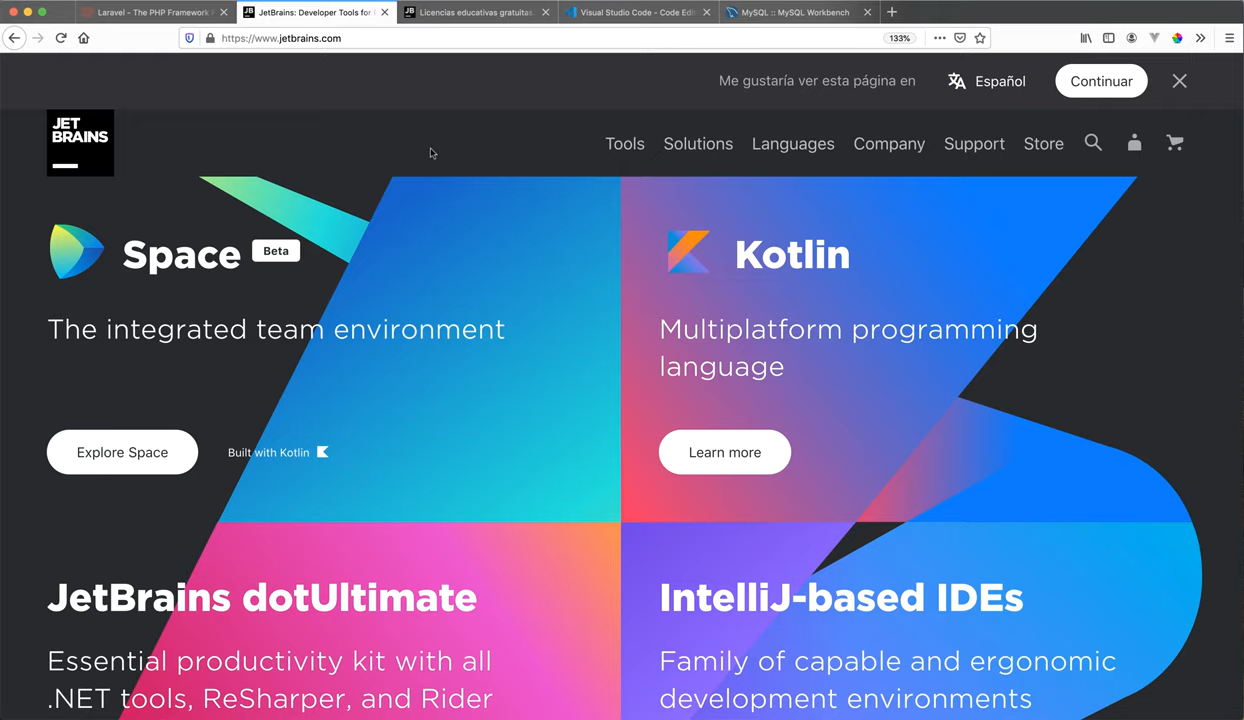 Laravel - The PHP Framework
JetBrains: Developer Tools for
Licencias educativas gratuitas
Visual Studio Code - Code Edit
MySQL :: MySQL Workbench
https://www.jetbrains.com
133%
Me gustaría ver esta página en
Español
Continuar
JET
BRAINS
Tools
Solutions
Languages
Company
Support
Store
Space
Beta
The integrated team environment
Explore Space
Built with Kotlin
Kotlin
Multiplatform programming
language
Learn more
JetBrains dotUltimate
Essential productivity kit with all
.NET tools, ReSharper, and Rider
IntelliJ-based IDEs
Family of capable and ergonomic
development environments